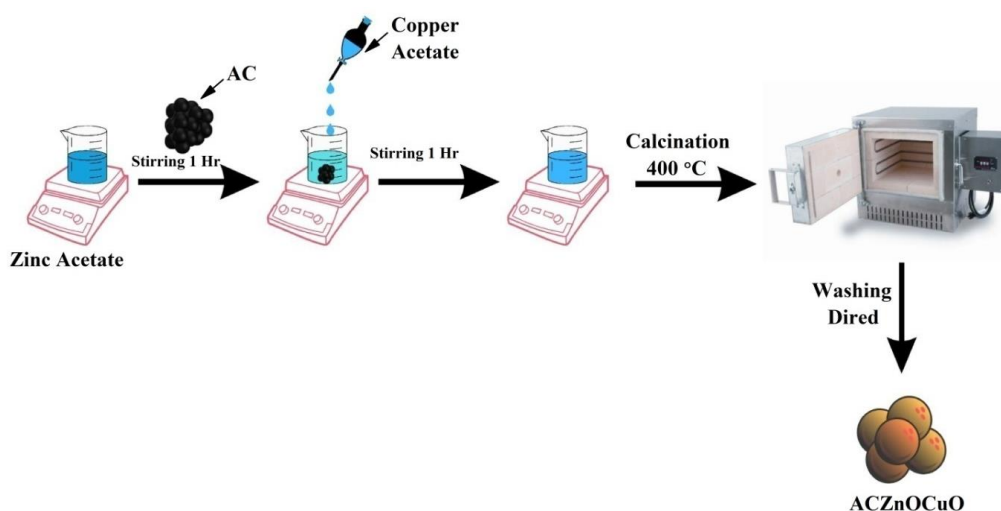 Copper
Acetate
AC
Stirring 1 Hr
Stirring 1 Hr
Calcination
400 °C
Zinc Acetate
Washing
Dired
ACZnOCuO